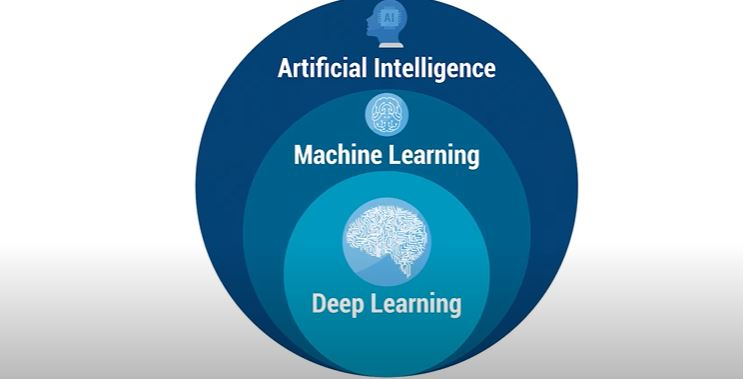 AI
Artificial Intelligence
Machine Learning
Deep Learning